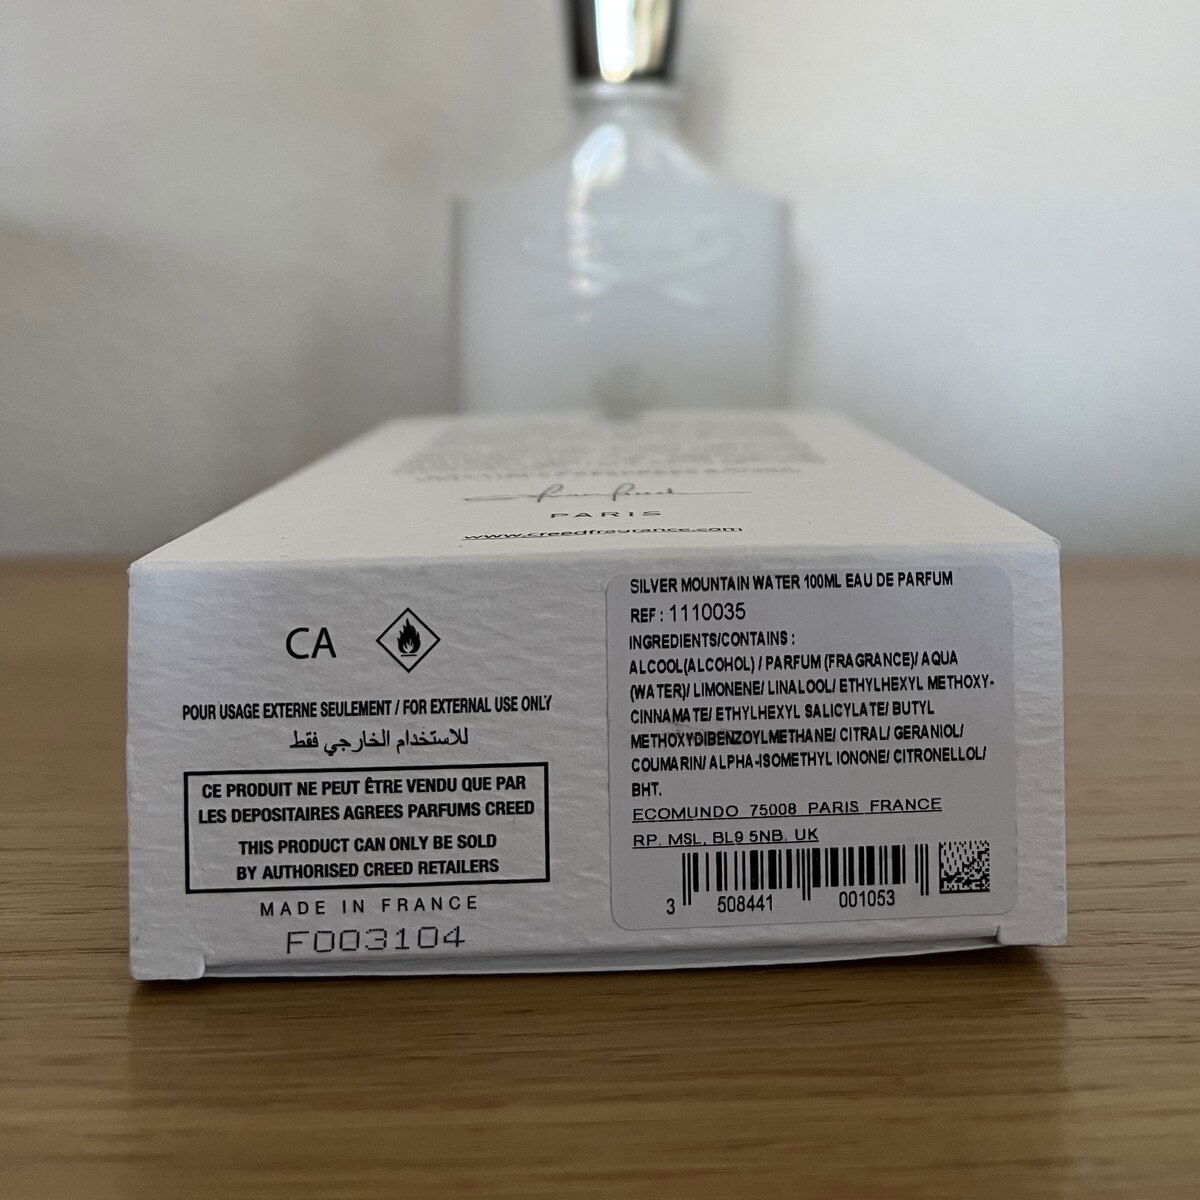 PARIS
www.creedfragrance.com
CA
POUR USAGE EXTERNE SEULEMENT / FOR EXTERNAL USE ONLY
للاستخدام الخارجي فقط
CE PRODUIT NE PEUT ÊTRE VENDU QUE PAR
LES DEPOSITAIRES AGREES PARFUMS CREED
THIS PRODUCT CAN ONLY BE SOLD
BY AUTHORISED CREED RETAILERS
MADE IN FRANCE
F003104
SILVER MOUNTAIN WATER 100ML EAU DE PARFUM
REF : 1110035
INGREDIENTS/CONTAINS :
ALCOOL(ALCOHOL) / PARFUM (FRAGRANCE)/ AQUA
(WATER)/ LIMONENE/ LINALOOL/ ETHYLHEXYL METHOXY-
CINNAMATE/ ETHYLHEXYL SALICYLATE/ BUTYL
METHOXYDIBENZOYLMETHANE/ CITRAL/ GERANIOL/
COUMARIN/ ALPHA-ISOMETHYL IONONE/ CITRONELLOL/
BHT.
ECOMUNDO 75008 PARIS FRANCE
RP. MSL, BL9 5NB. UK
3 508441 001053